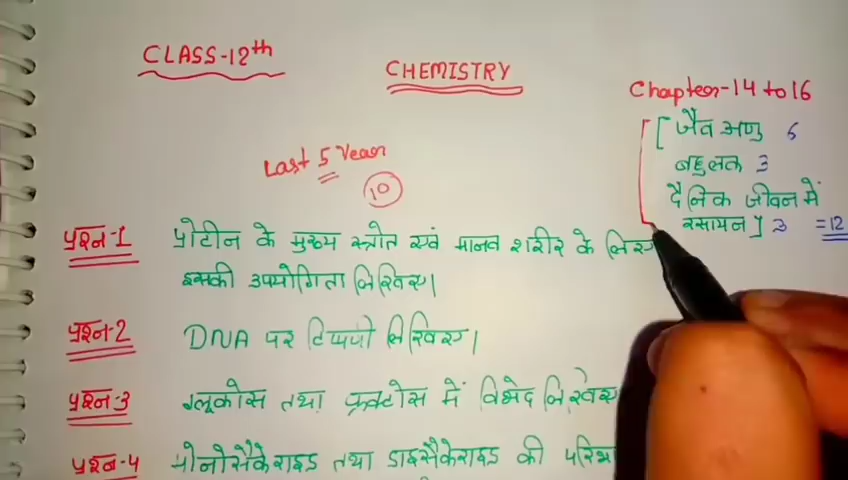 CLASS-12th
CHEMISTRY
Chapter-14 to 16
[जैव अणु 6
बहुलक 3
दैनिक जीवन में
रसायन] 3 =12
Last 5 Year
10
प्रश्न-1 प्रोटीन के मुख्य स्त्रोत एवं मानव शरीर के लिए
इसकी उपयोगिता लिखिए।
प्रश्न-2 DNA पर टिप्पणी लिखिए।
प्रश्न-3 ग्लूकोस तथा फ्रक्टोस में विभेद लिखिए
प्रश्न-4 मोनोसैकेराइड तथा डाइसैकेराइड की